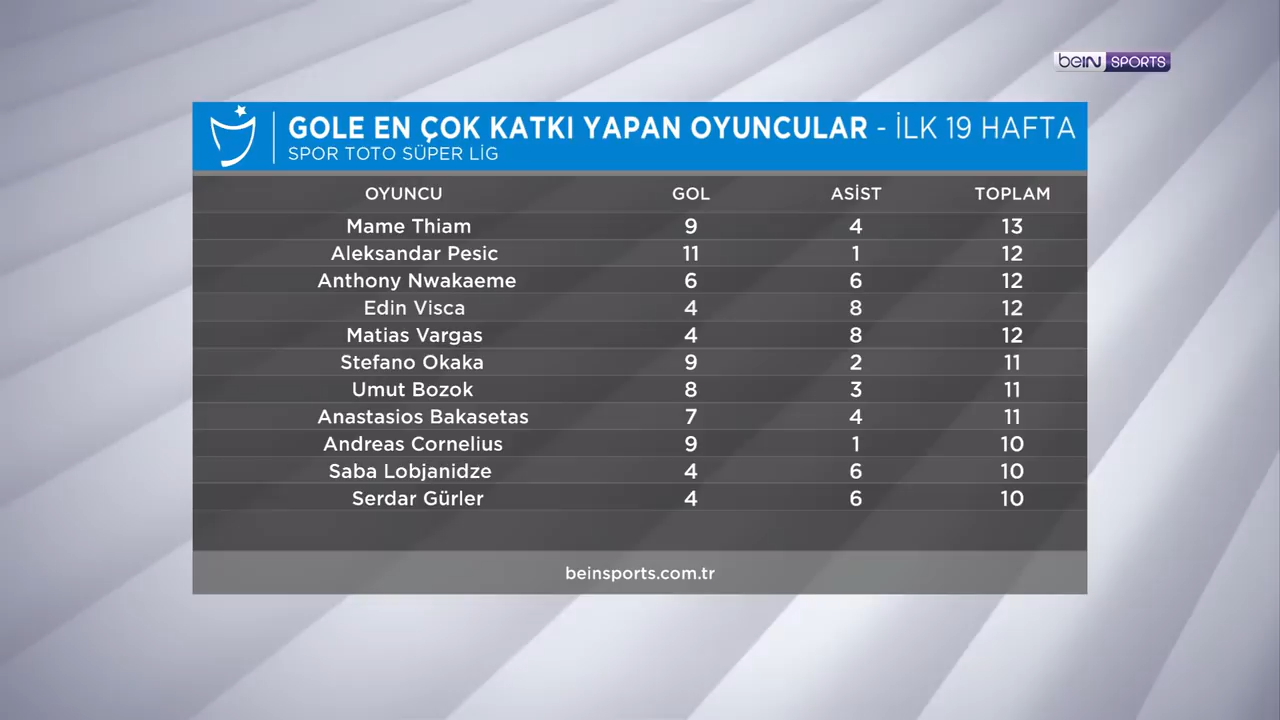 beIN SPORTS
GOLE EN ÇOK KATKI YAPAN OYUNCULAR - İLK 19 HAFTA
SPOR TOTO SÜPER LİG
OYUNCU GOL ASİST TOPLAM
Mame Thiam 9 4 13
Aleksandar Pesic 11 1 12
Anthony Nwakaeme 6 6 12
Edin Visca 4 8 12
Matias Vargas 4 8 12
Stefano Okaka 9 2 11
Umut Bozok 8 3 11
Anastasios Bakasetas 7 4 11
Andreas Cornelius 9 1 10
Saba Lobjanidze 4 6 10
Serdar Gürler 4 6 10
beinsports.com.tr